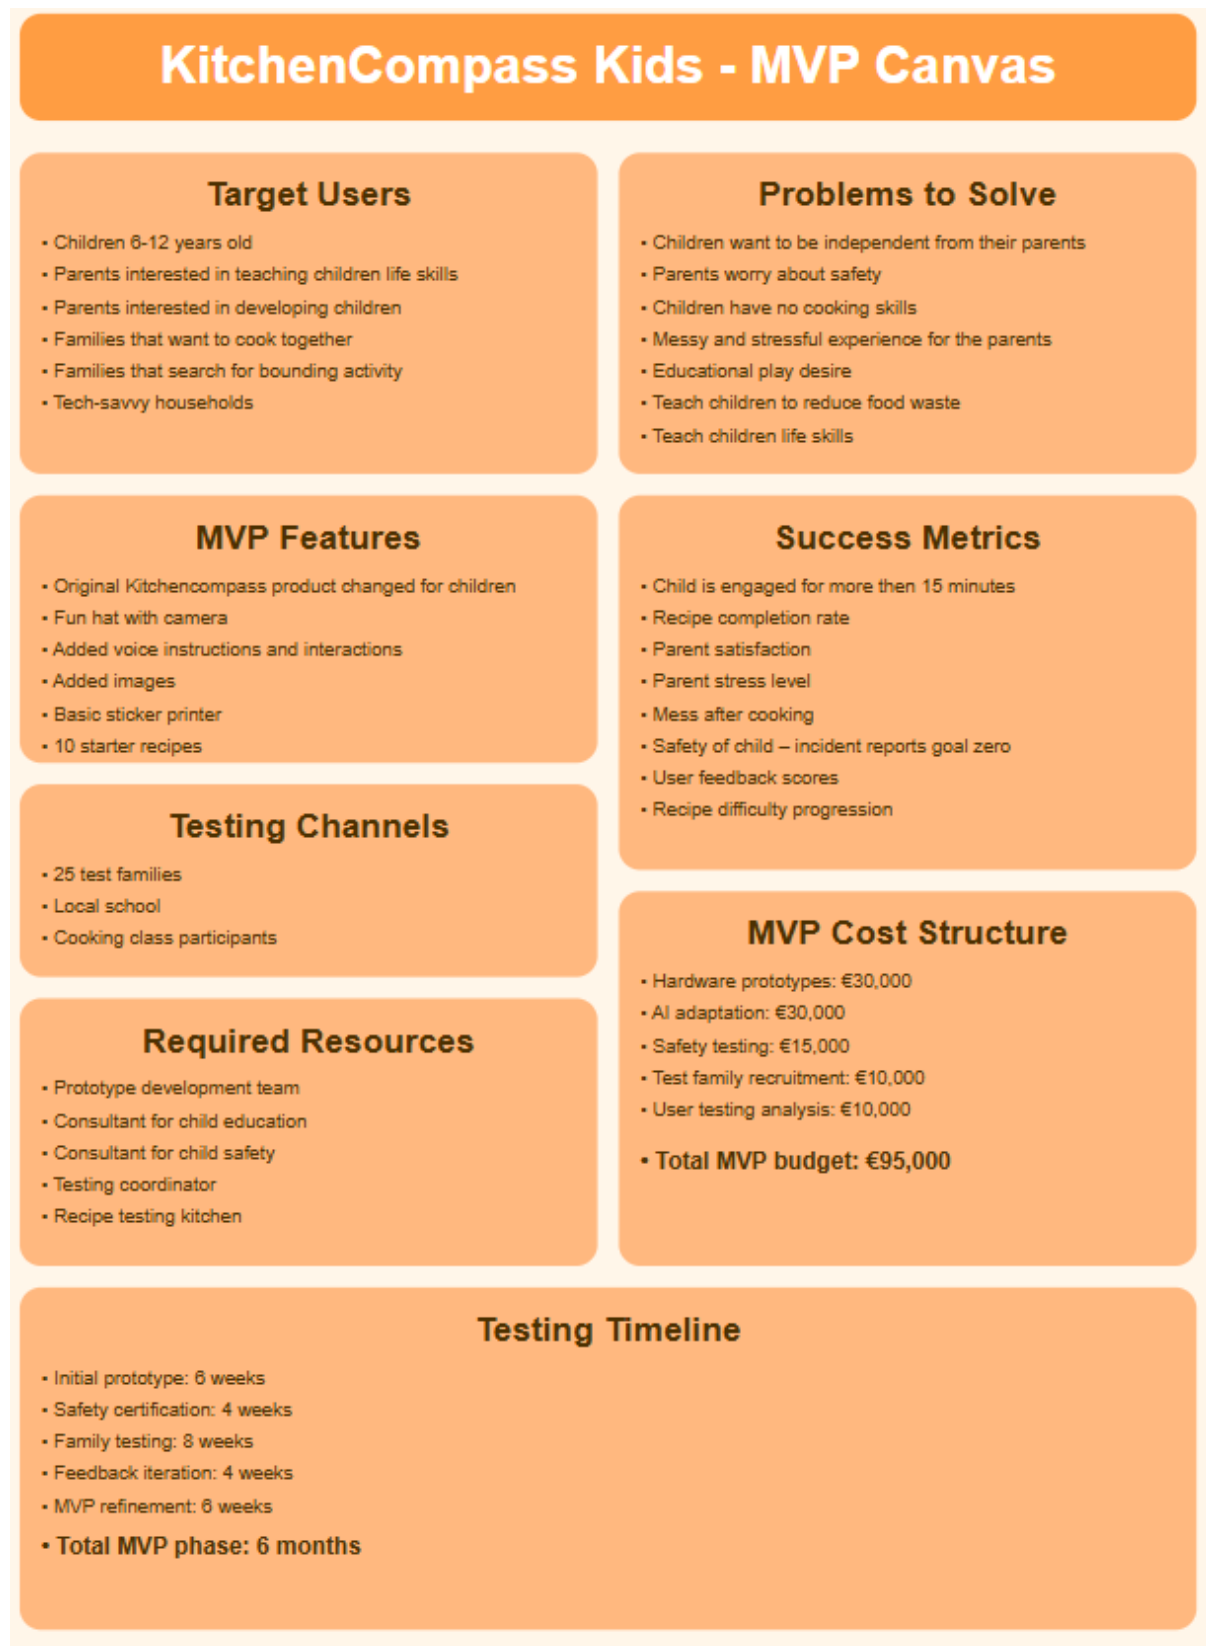 KitchenCompass Kids - MVP Canvas
Target Users
▪ Children 6-12 years old
▪ Parents interested in teaching children life skills
▪ Parents interested in developing children
▪ Families that want to cook together
▪ Families that search for bounding activity
▪ Tech-savvy households
Problems to Solve
▪ Children want to be independent from their parents
▪ Parents worry about safety
▪ Children have no cooking skills
▪ Messy and stressful experience for the parents
▪ Educational play desire
▪ Teach children to reduce food waste
▪ Teach children life skills
MVP Features
▪ Original Kitchencompass product changed for children
▪ Fun hat with camera
▪ Added voice instructions and interactions
▪ Added images
▪ Basic sticker printer
▪ 10 starter recipes
Success Metrics
▪ Child is engaged for more then 15 minutes
▪ Recipe completion rate
▪ Parent satisfaction
▪ Parent stress level
▪ Mess after cooking
▪ Safety of child – incident reports goal zero
▪ User feedback scores
▪ Recipe difficulty progression
Testing Channels
▪ 25 test families
▪ Local school
▪ Cooking class participants
MVP Cost Structure
▪ Hardware prototypes: €30,000
▪ AI adaptation: €30,000
▪ Safety testing: €15,000
▪ Test family recruitment: €10,000
▪ User testing analysis: €10,000
• Total MVP budget: €95,000
Required Resources
▪ Prototype development team
▪ Consultant for child education
▪ Consultant for child safety
▪ Testing coordinator
▪ Recipe testing kitchen
Testing Timeline
▪ Initial prototype: 6 weeks
▪ Safety certification: 4 weeks
▪ Family testing: 8 weeks
▪ Feedback iteration: 4 weeks
▪ MVP refinement: 6 weeks
• Total MVP phase: 6 months